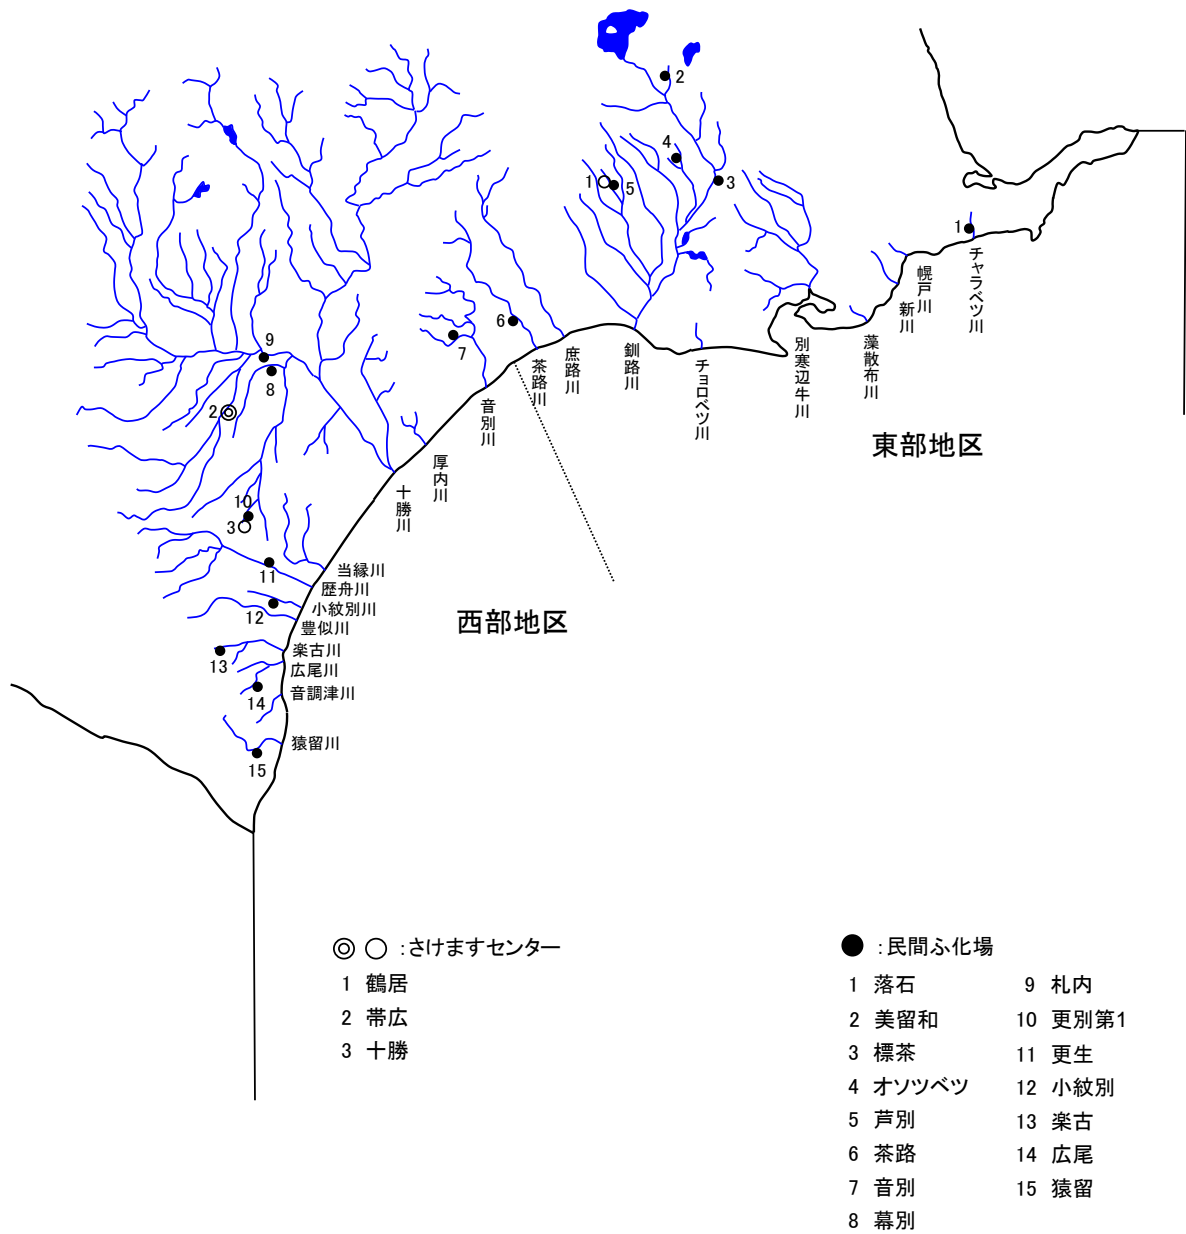 2
4
3
1
5
1
チャラベツ川
幌戸川
新川
藻散布川
別寒辺牛川
チョロベツ川
釧路川
庶路川
茶路川
音別川
厚内川
十勝川
6
7
9
8
2
10
3
11
12
13
14
15
東部地区
西部地区
当縁川
歴舟川
小紋別川
豊似川
楽古川
広尾川
音調津川
猿留川
◎ ○ :さけますセンター
1 鶴居
2 帯広
3 十勝
● :民間ふ化場
1 落石
2 美留和
3 標茶
4 オソツベツ
5 芦別
6 茶路
7 音別
8 幕別
9 札内
10 更別第1
11 更生
12 小紋別
13 楽古
14 広尾
15 猿留